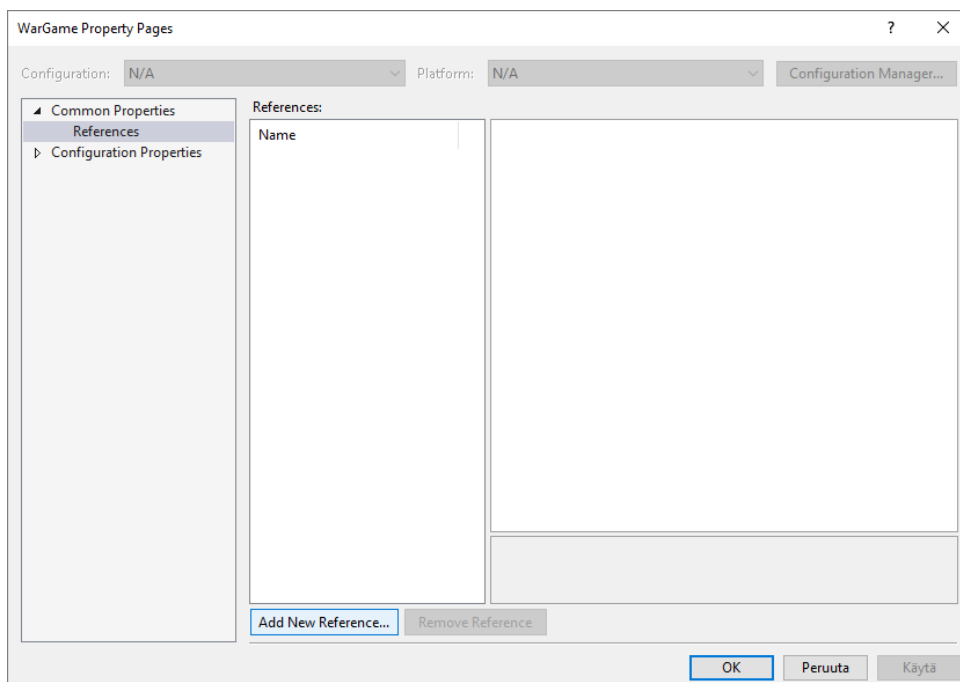 WarGame Property Pages
?
Configuration: N/A Platform: N/A Configuration Manager...
Common Properties
References
Configuration Properties
References:
Name
Add New Reference... Remove Reference
OK Peruuta Käytä